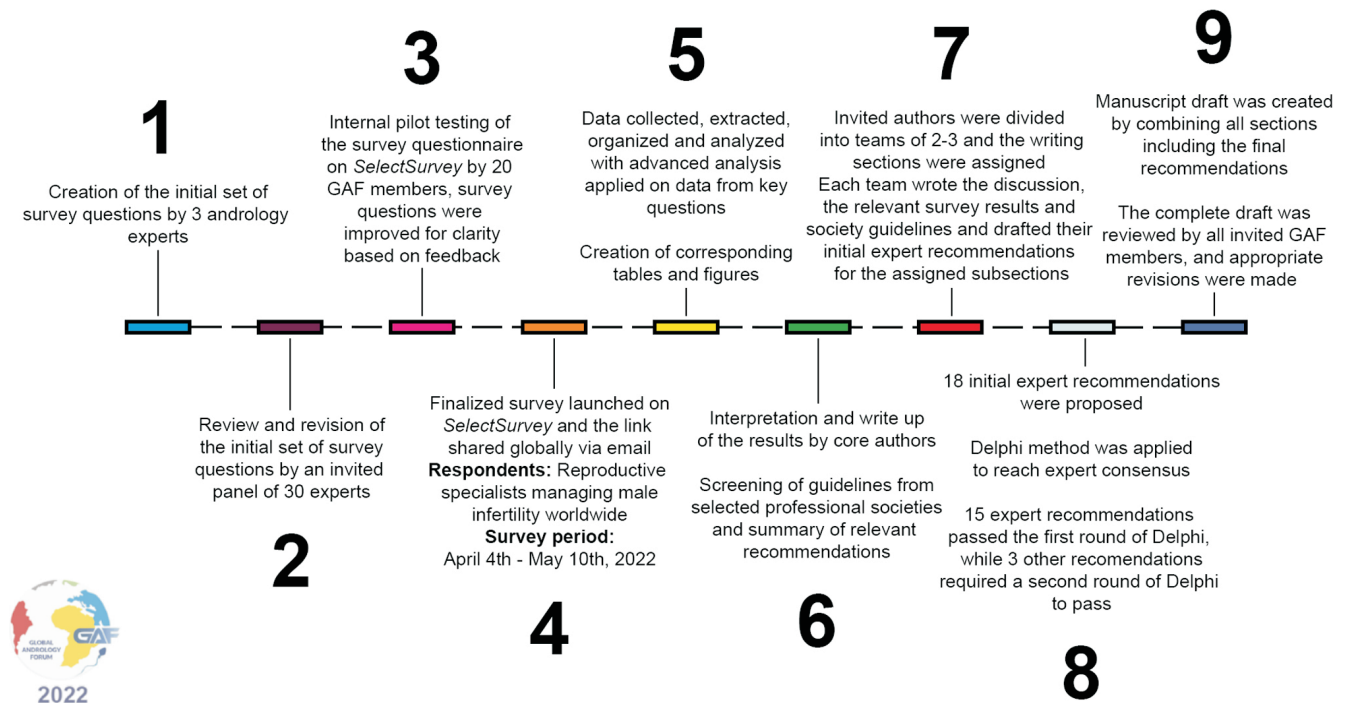 1
Creation of the initial set of
survey questions by 3 andrology
experts
2
Review and revision of
the initial set of survey
questions by an invited
panel of 30 experts
3
Internal pilot testing of
the survey questionnaire
on SelectSurvey by 20
GAF members, survey
questions were
improved for clarity
based on feedback
4
Finalized survey launched on
SelectSurvey and the link
shared globally via email
Respondents: Reproductive
specialists managing male
infertility worldwide
Survey period:
April 4th - May 10th, 2022
5
Data collected, extracted,
organized and analyzed
with advanced analysis
applied on data from key
questions
Creation of corresponding
tables and figures
6
Interpretation and write up
of the results by core authors
Screening of guidelines from
selected professional societies
and summary of relevant
recommendations
7
Invited authors were divided
into teams of 2-3 and the writing
sections were assigned
Each team wrote the discussion,
the relevant survey results and
society guidelines and drafted their
initial expert recommendations
for the assigned subsections
8
18 initial expert recommendations
were proposed
Delphi method was applied
to reach expert consensus
15 expert recommendations
passed the first round of Delphi,
while 3 other recomendations
required a second round of Delphi
to pass
9
Manuscript draft was created
by combining all sections
including the final
recommendations
The complete draft was
reviewed by all invited GAF
members, and appropriate
revisions were made
GLOBAL
ANDROLOGY
FORUM
GAF
2022